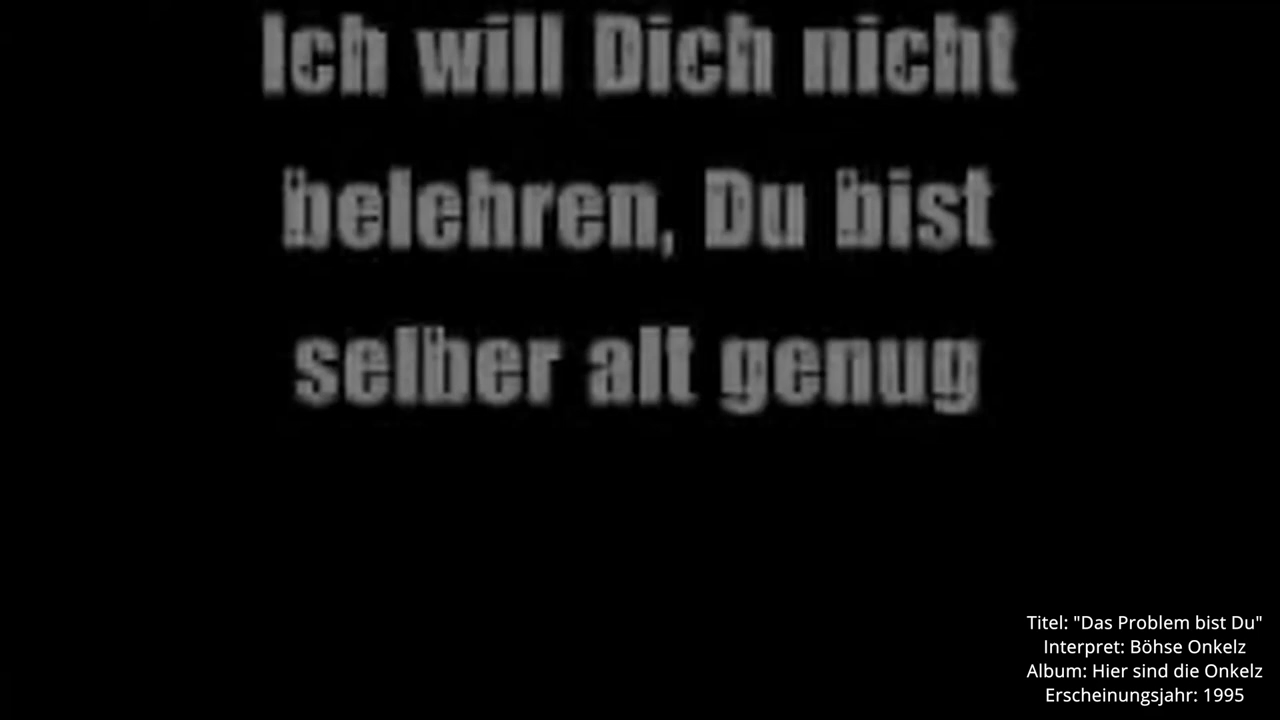 Ich will Dich nicht
belehren, Du bist
selber alt genug
Titel: "Das Problem bist Du"
Interpret: Böhse Onkelz
Album: Hier sind die Onkelz
Erscheinungsjahr: 1995